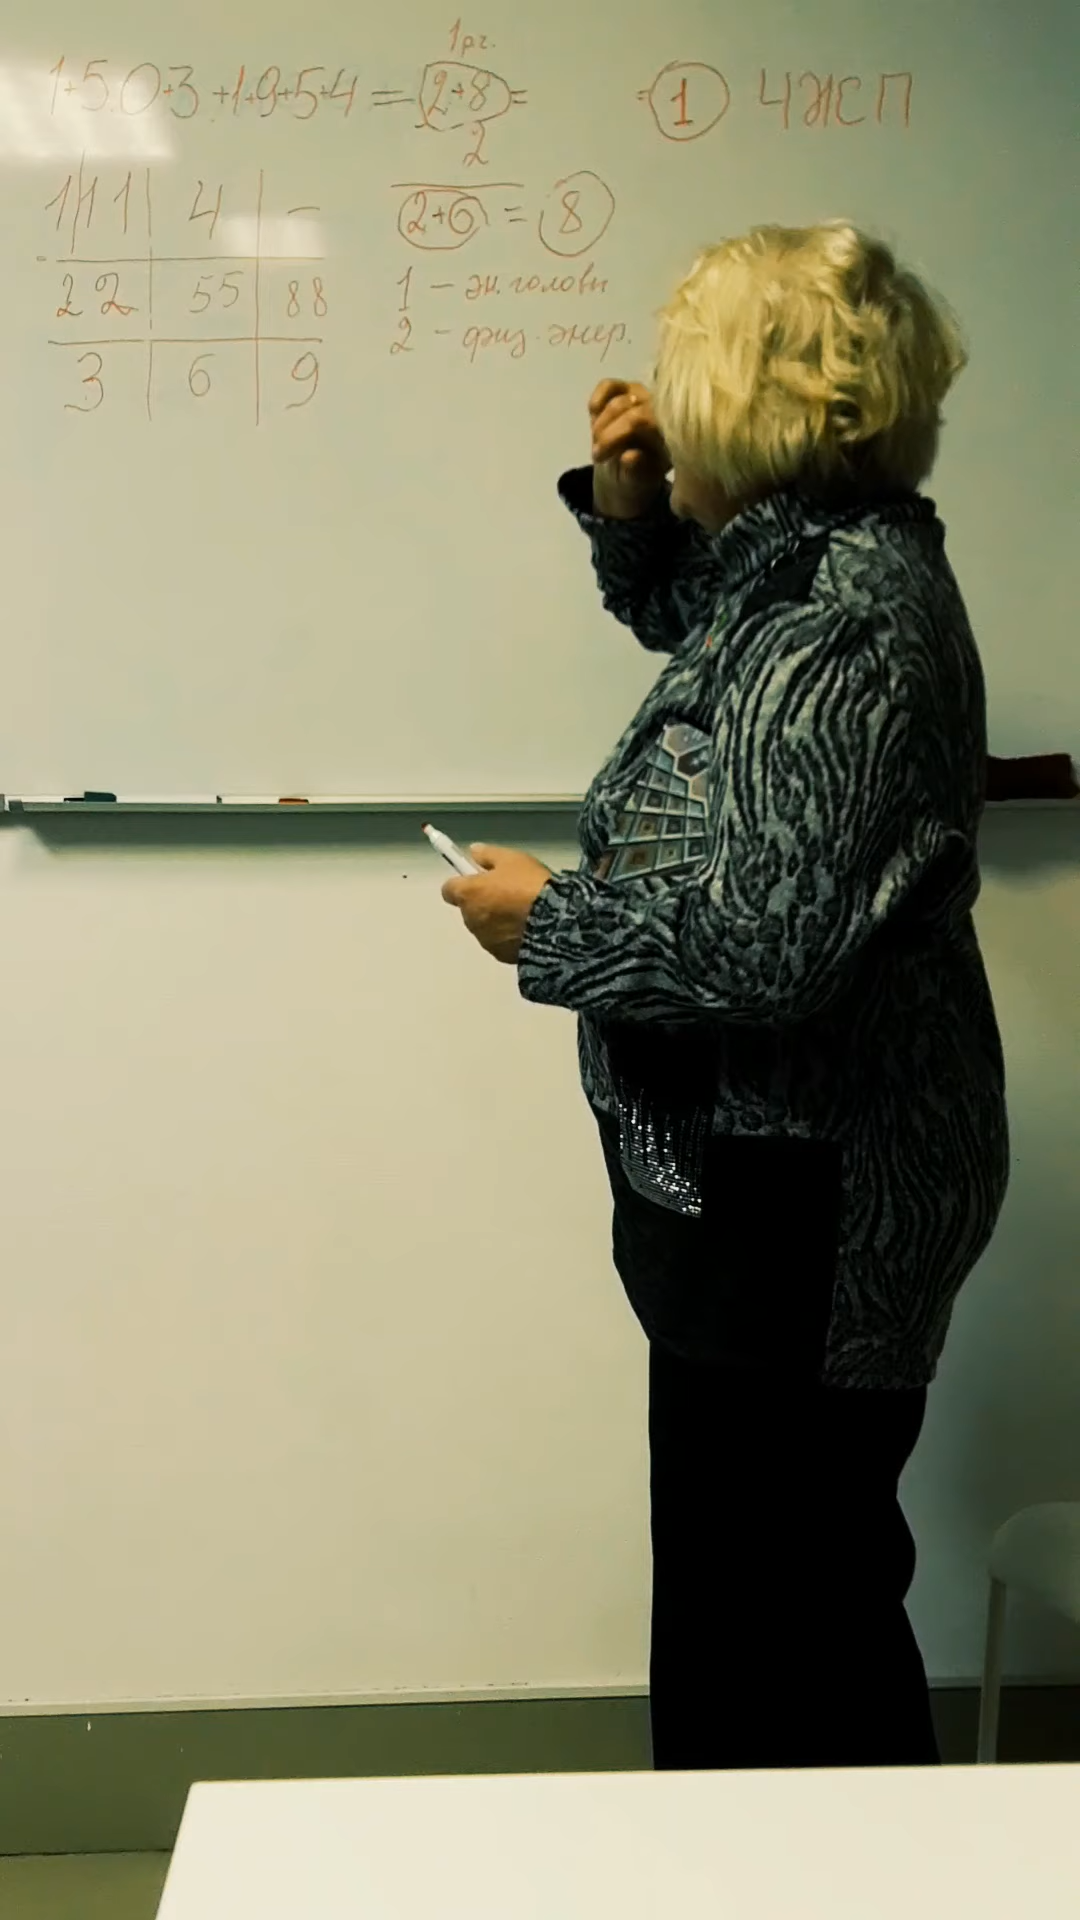 1р.г.
1+5.0+3.+1+9+5+4=2+8= =1 ЧЖСП
2
111 4 – 2+6=8
22 55 88 1 – эн. головы
3 6 9 2 – физ. энер.